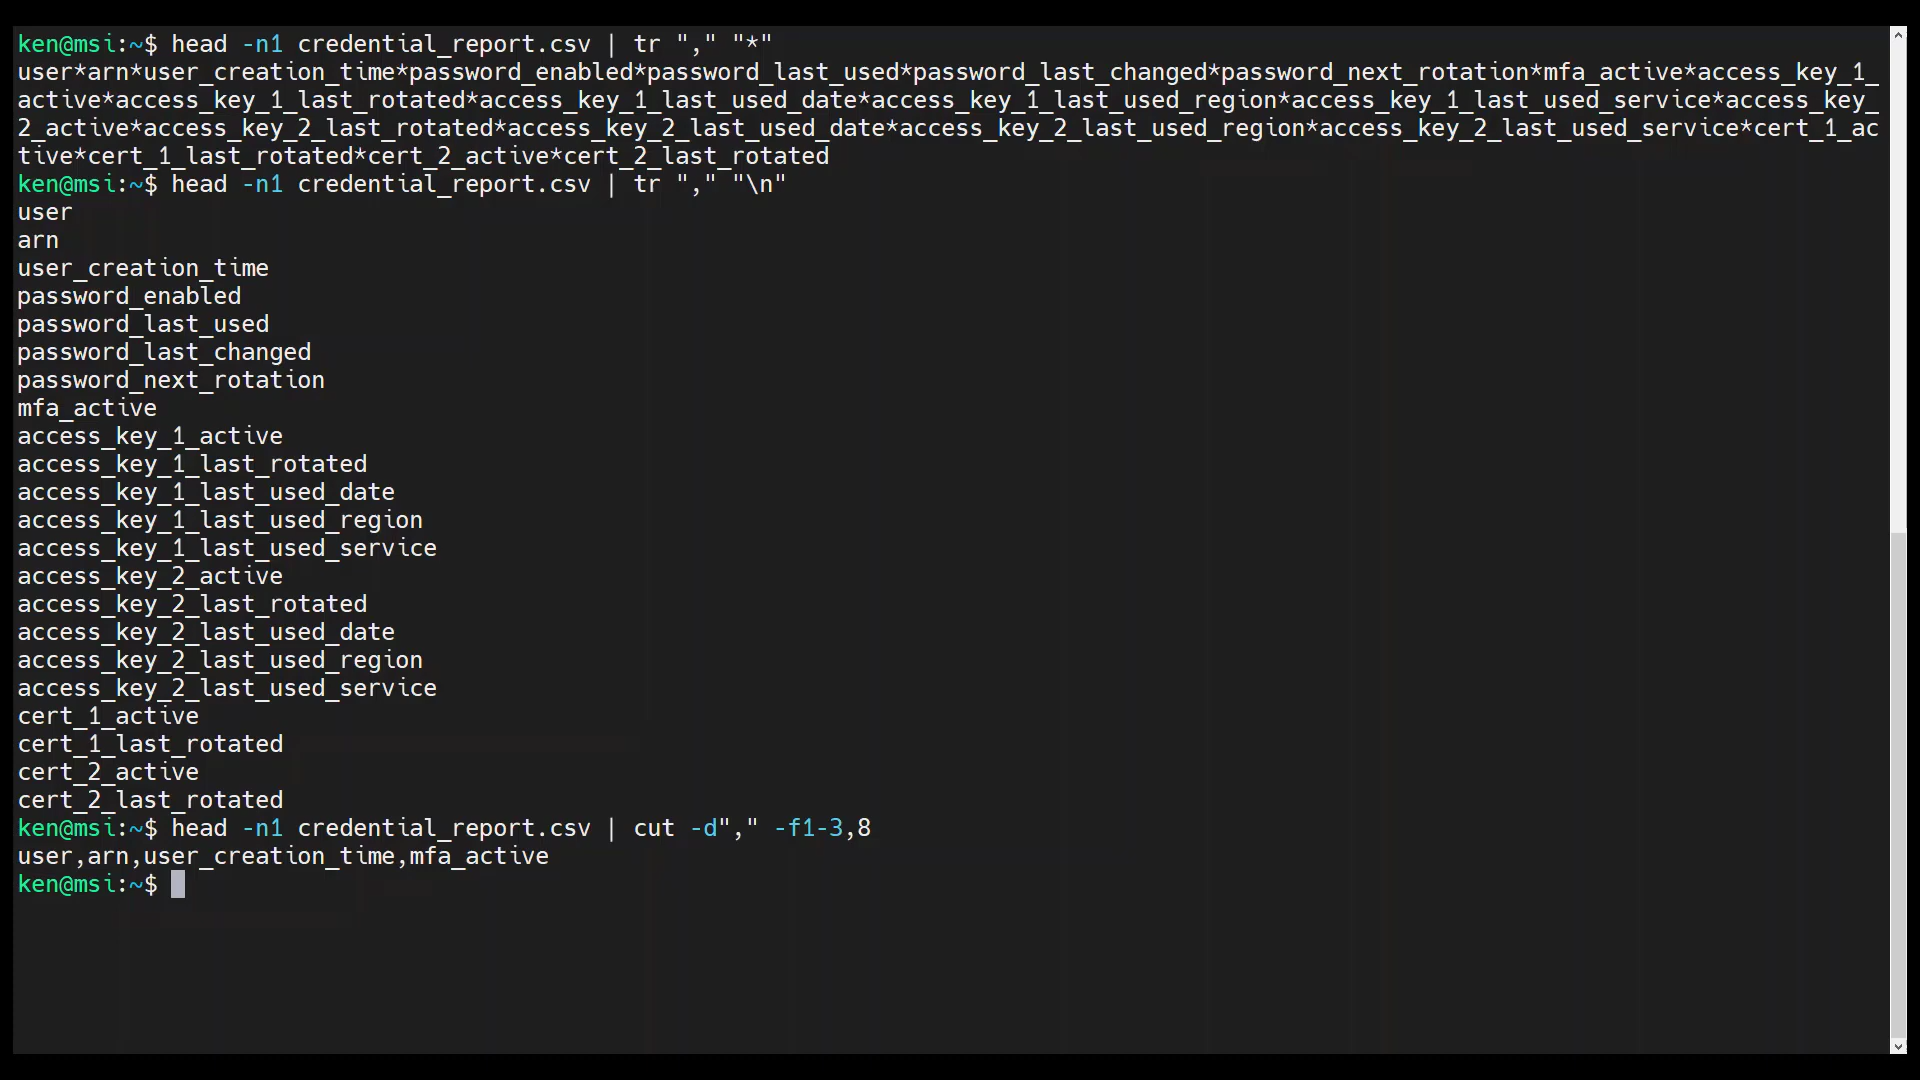 ken@msi:~$ head -n1 credential_report.csv | tr "," "*"
user*arn*user_creation_time*password_enabled*password_last_used*password_last_changed*password_next_rotation*mfa_active*access_key_1_
active*access_key_1_last_rotated*access_key_1_last_used_date*access_key_1_last_used_region*access_key_1_last_used_service*access_key_
2_active*access_key_2_last_rotated*access_key_2_last_used_date*access_key_2_last_used_region*access_key_2_last_used_service*cert_1_ac
tive*cert_1_last_rotated*cert_2_active*cert_2_last_rotated
ken@msi:~$ head -n1 credential_report.csv | tr "," "\n"
user
arn
user_creation_time
password_enabled
password_last_used
password_last_changed
password_next_rotation
mfa_active
access_key_1_active
access_key_1_last_rotated
access_key_1_last_used_date
access_key_1_last_used_region
access_key_1_last_used_service
access_key_2_active
access_key_2_last_rotated
access_key_2_last_used_date
access_key_2_last_used_region
access_key_2_last_used_service
cert_1_active
cert_1_last_rotated
cert_2_active
cert_2_last_rotated
ken@msi:~$ head -n1 credential_report.csv | cut -d"," -f1-3,8
user,arn,user_creation_time,mfa_active
ken@msi:~$